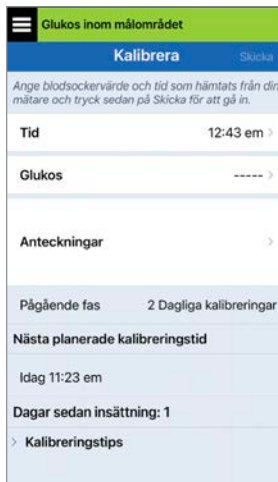 Glukos inom målområdet
Kalibrera Skicka
Ange blodsockervärde och tid som hämtats från din
mätare och tryck sedan på Skicka för att gå in.
Tid 12:43 em >
Glukos ----- >
Anteckningar >
Pågående fas 2 Dagliga kalibreringar
Nästa planerade kalibreringstid
Idag 11:23 em
Dagar sedan insättning: 1
> Kalibreringstips